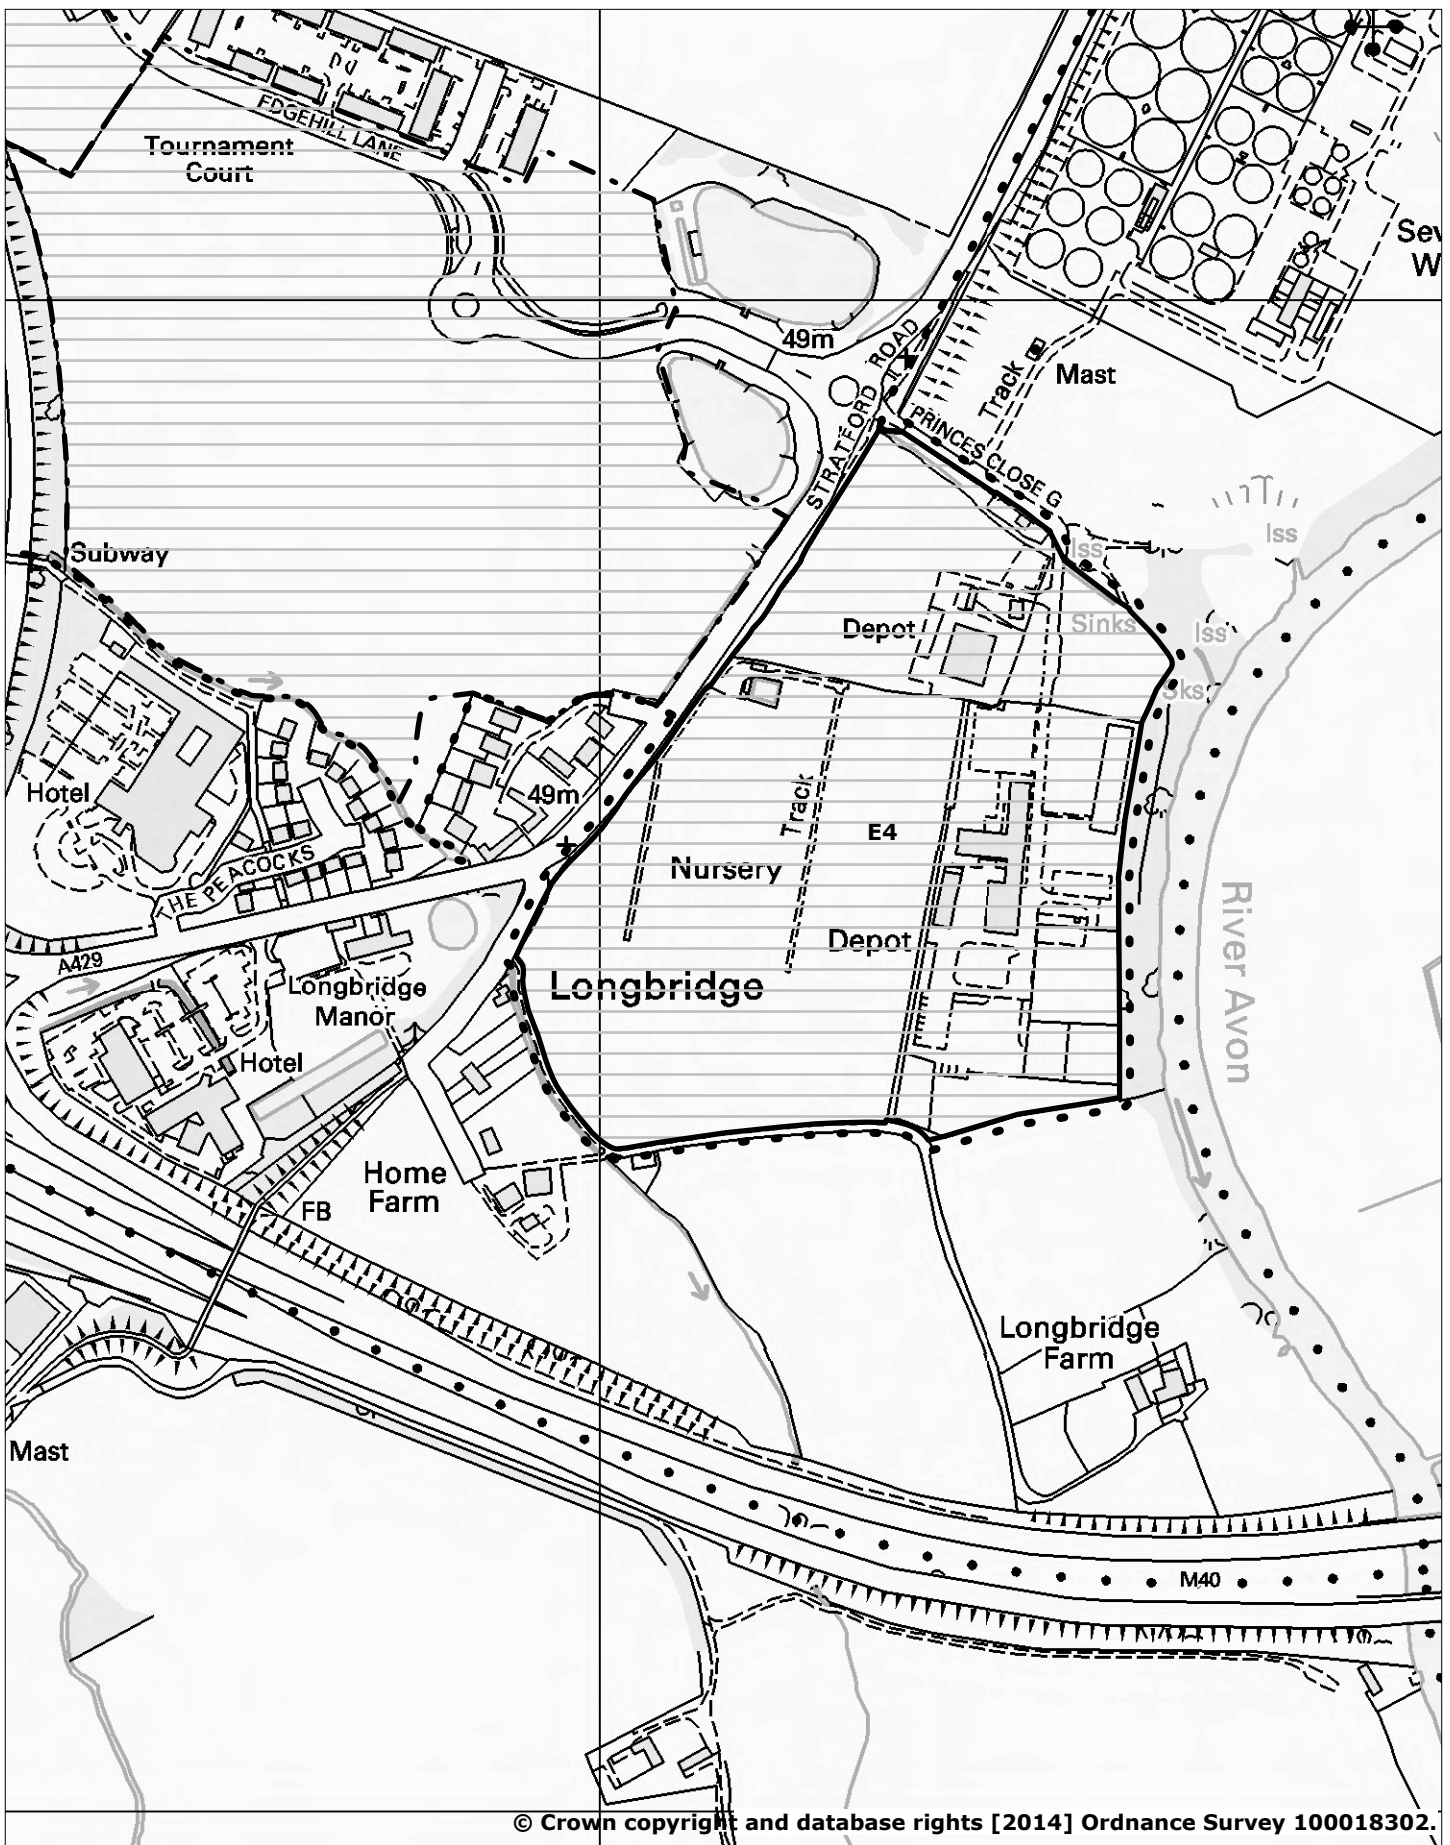 EDGEHILL LANE
Tournament
Court
Sev
W
49m
STRATFORD ROAD
Track
Mast
PRINCES CLOSE G
Iss
Iss
Subway
Depot
Sinks
Iss
Sks
Hotel
49m
Track
E4
THE PEACOCKS
Nursery
River Avon
Depot
A429
Longbridge
Manor
Longbridge
Hotel
Home
Farm
FB
Longbridge
Farm
Mast
M40
© Crown copyright and database rights [2014] Ordnance Survey 100018302.